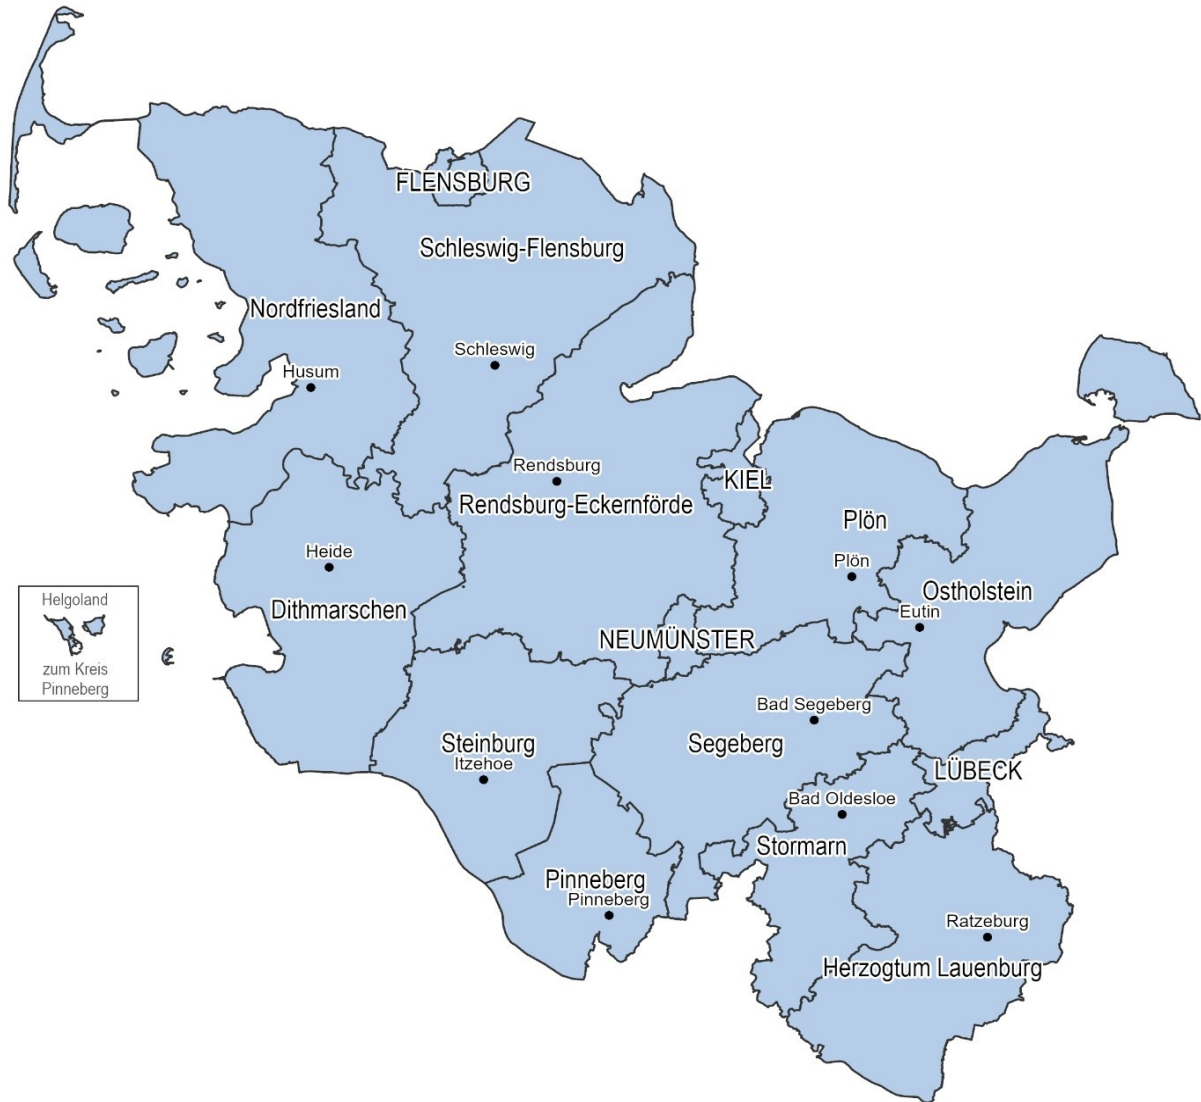 FLENSBURG
Schleswig-Flensburg
Nordfriesland
Schleswig
Husum
Rendsburg
KIEL
Rendsburg-Eckernförde
Plön
Heide
Plön
Ostholstein
Helgoland
Dithmarschen
Eutin
NEUMÜNSTER
zum Kreis
Pinneberg
Bad Segeberg
Steinburg
Segeberg
Itzehoe
LÜBECK
Bad Oldesloe
Stormarn
Pinneberg
Pinneberg
Ratzeburg
Herzogtum Lauenburg